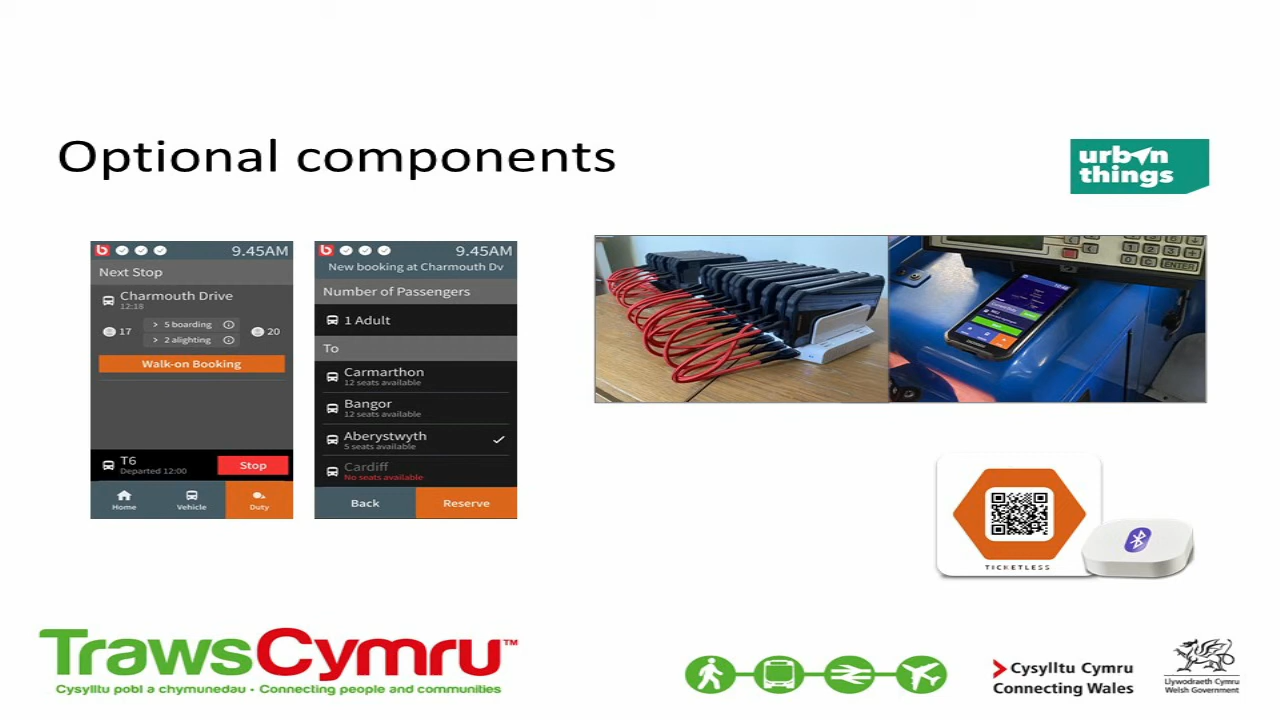 Optional components
urban
things
9.45AM
Next Stop
Charmouth Drive
12:18
17
> 5 boarding
20
> 2 alighting
Walk-on Booking
T6
Departed 12:00
Stop
Home
Vehicle
Duty
9.45AM
New booking at Charmouth Dv
Number of Passengers
1 Adult
To
Carmarthon
12 seats available
Bangor
12 seats available
Aberystwyth
5 seats available
Cardiff
No seats available
Back
Reserve
ENTER
TICKETLESS
TrawsCymru™
Cysylltu pobl a chymunedau • Connecting people and communities
Cysylltu Cymru
Connecting Wales
Llywodraeth Cymru
Welsh Government